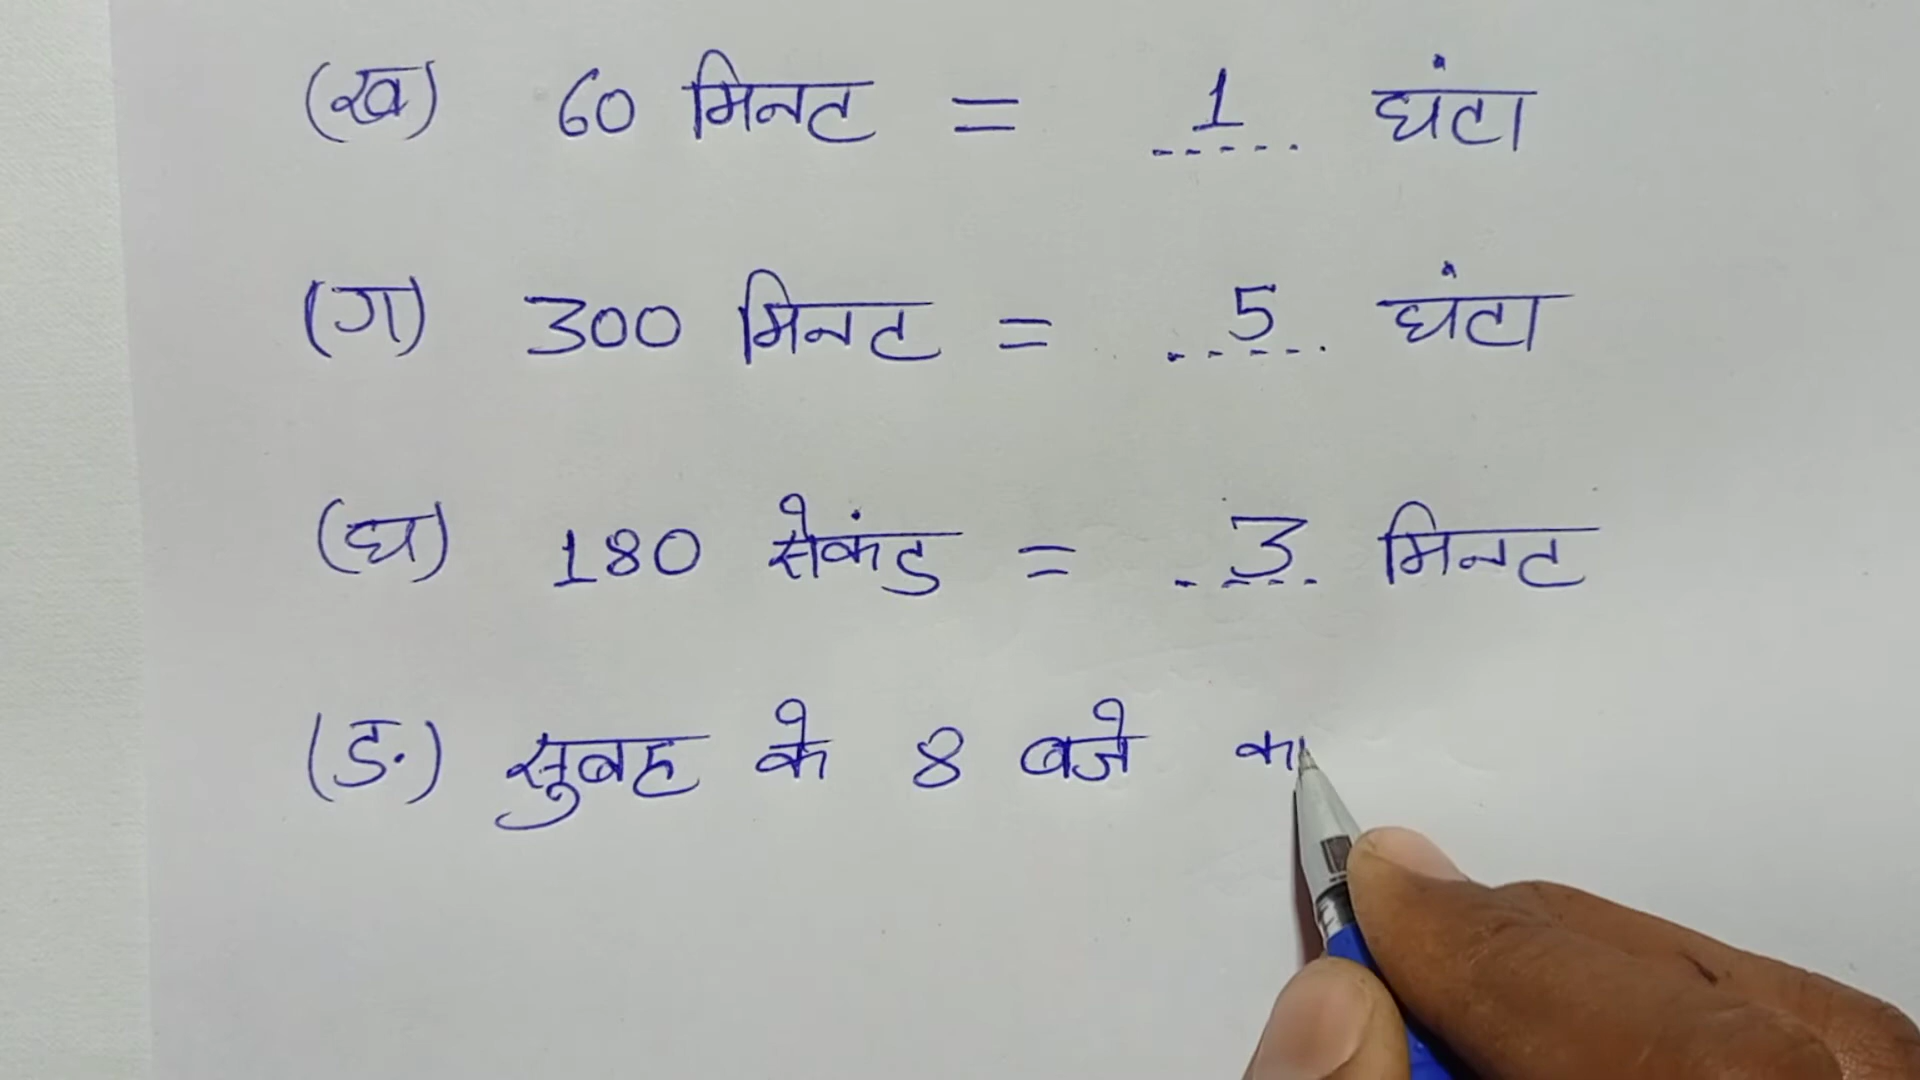 (ख) 60 मिनट = 1 घंटा
(ग) 300 मिनट = 5 घंटा
(घ) 180 सेकंड = 3 मिनट
(ङ) सुबह के 8 बजे का